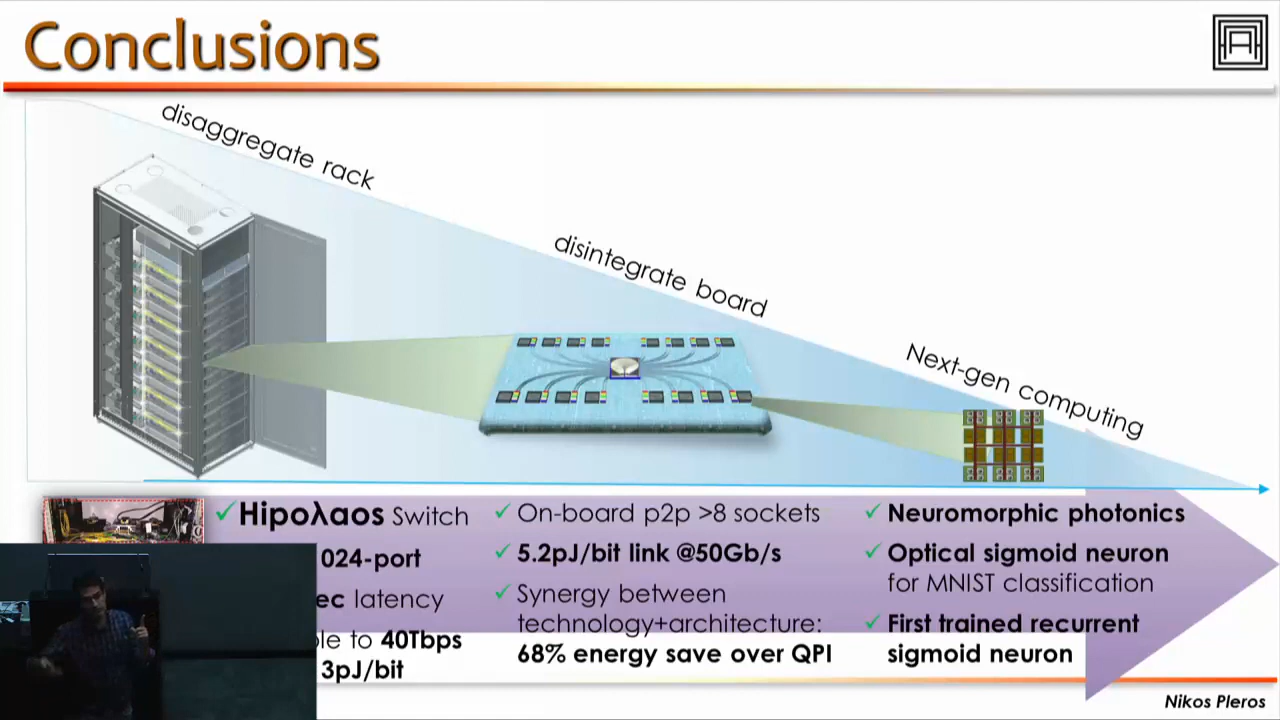 Conclusions
disaggregate rack
disintegrate board
Next-gen computing
✓ Hipoλaos Switch
024-port
ec latency
le to 40Tbps
3pJ/bit
✓ On-board p2p >8 sockets
✓ 5.2pJ/bit link @50Gb/s
✓ Synergy between
technology+architecture:
68% energy save over QPI
✓ Neuromorphic photonics
✓ Optical sigmoid neuron
for MNIST classification
✓ First trained recurrent
sigmoid neuron
Nikos Pleros